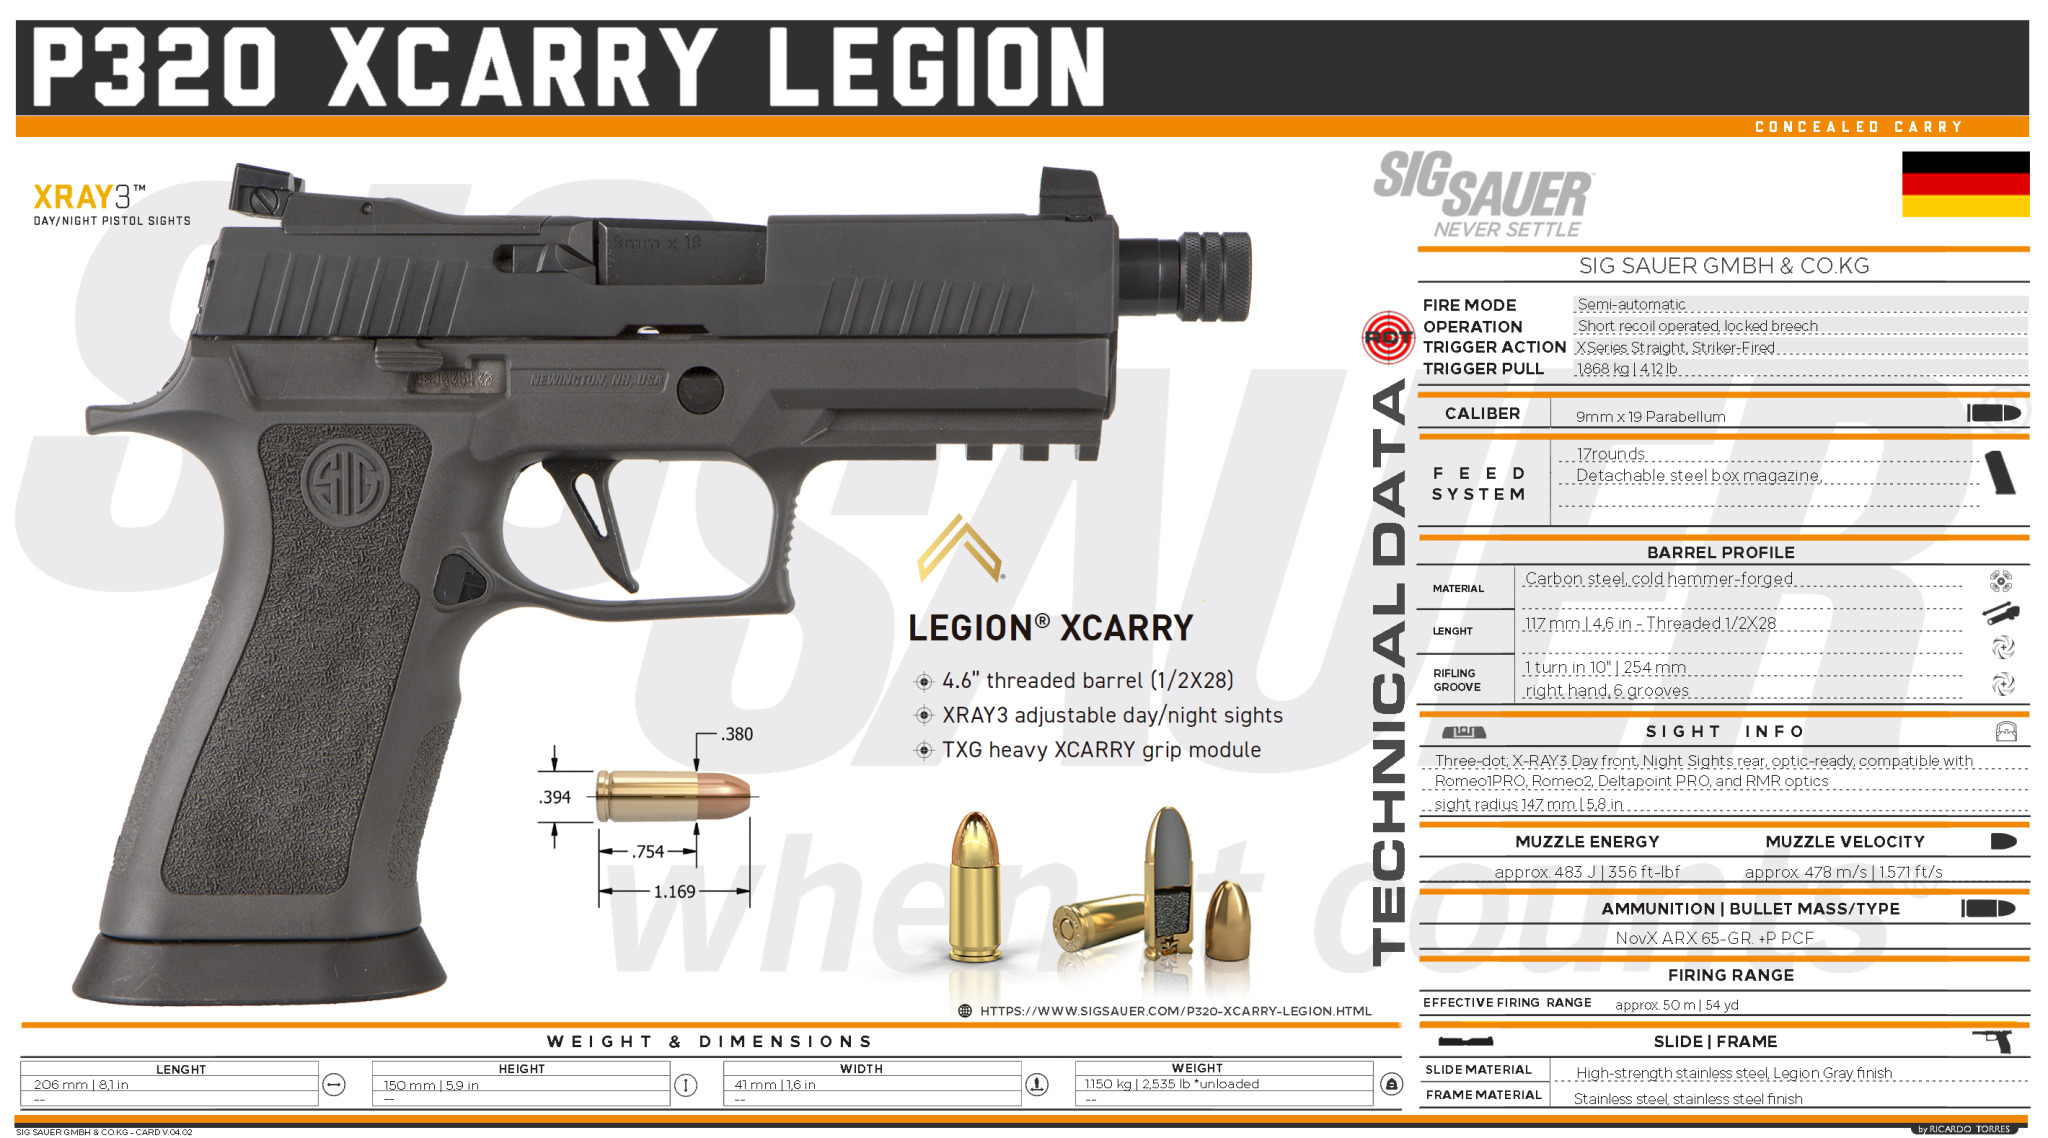 P320 XCARRY LEGION
CONCEALED CARRY
XRAY3™
DAY/NIGHT PISTOL SIGHTS
9mm x 19
NEWINGTON, NH, USA
SIG
LEGION® XCARRY
4.6” threaded barrel (1/2X28)
XRAY3 adjustable day/night sights
TXG heavy XCARRY grip module
.380
.394
.754
1.169
HTTPS://WWW.SIGSAUER.COM/P320-XCARRY-LEGION.HTML
SIG SAUER
when it counts®
SIG SAUER
NEVER SETTLE
SIG SAUER GMBH & CO.KG
RDT
TECHNICAL DATA
FIRE MODE Semi-automatic
OPERATION Short recoil operated, locked breech
TRIGGER ACTION XSeries Straight, Striker-Fired
TRIGGER PULL 1,868 kg | 4,12 lb
CALIBER 9mm x 19 Parabellum
FEED SYSTEM 17rounds
Detachable steel box magazine,
BARREL PROFILE
MATERIAL Carbon steel, cold hammer-forged
LENGHT 117 mm | 4,6 in - Threaded 1/2X28
RIFLING GROOVE 1 turn in 10" | 254 mm
right hand, 6 grooves
SIGHT INFO
Three-dot; X-RAY3 Day front, Night Sights rear, optic-ready, compatible with
Romeo1PRO, Romeo2, Deltapoint PRO, and RMR optics
sight radius 147 mm | 5,8 in
MUZZLE ENERGY MUZZLE VELOCITY
approx. 483 J | 356 ft-lbf approx. 478 m/s | 1.571 ft/s
AMMUNITION | BULLET MASS/TYPE
NovX ARX 65-GR. +P PCF
FIRING RANGE
EFFECTIVE FIRING RANGE approx. 50 m | 54 yd
SLIDE | FRAME
SLIDE MATERIAL High-strength stainless steel, Legion Gray finish
FRAME MATERIAL Stainless steel, stainless steel finish
WEIGHT & DIMENSIONS
LENGHT HEIGHT WIDTH WEIGHT
206 mm | 8,1 in 150 mm | 5,9 in 41 mm | 1,6 in 1.150 kg | 2,535 lb *unloaded
-- -- -- --
SIG SAUER GMBH & CO.KG - CARD V.04.02
by RICARDO TORRES